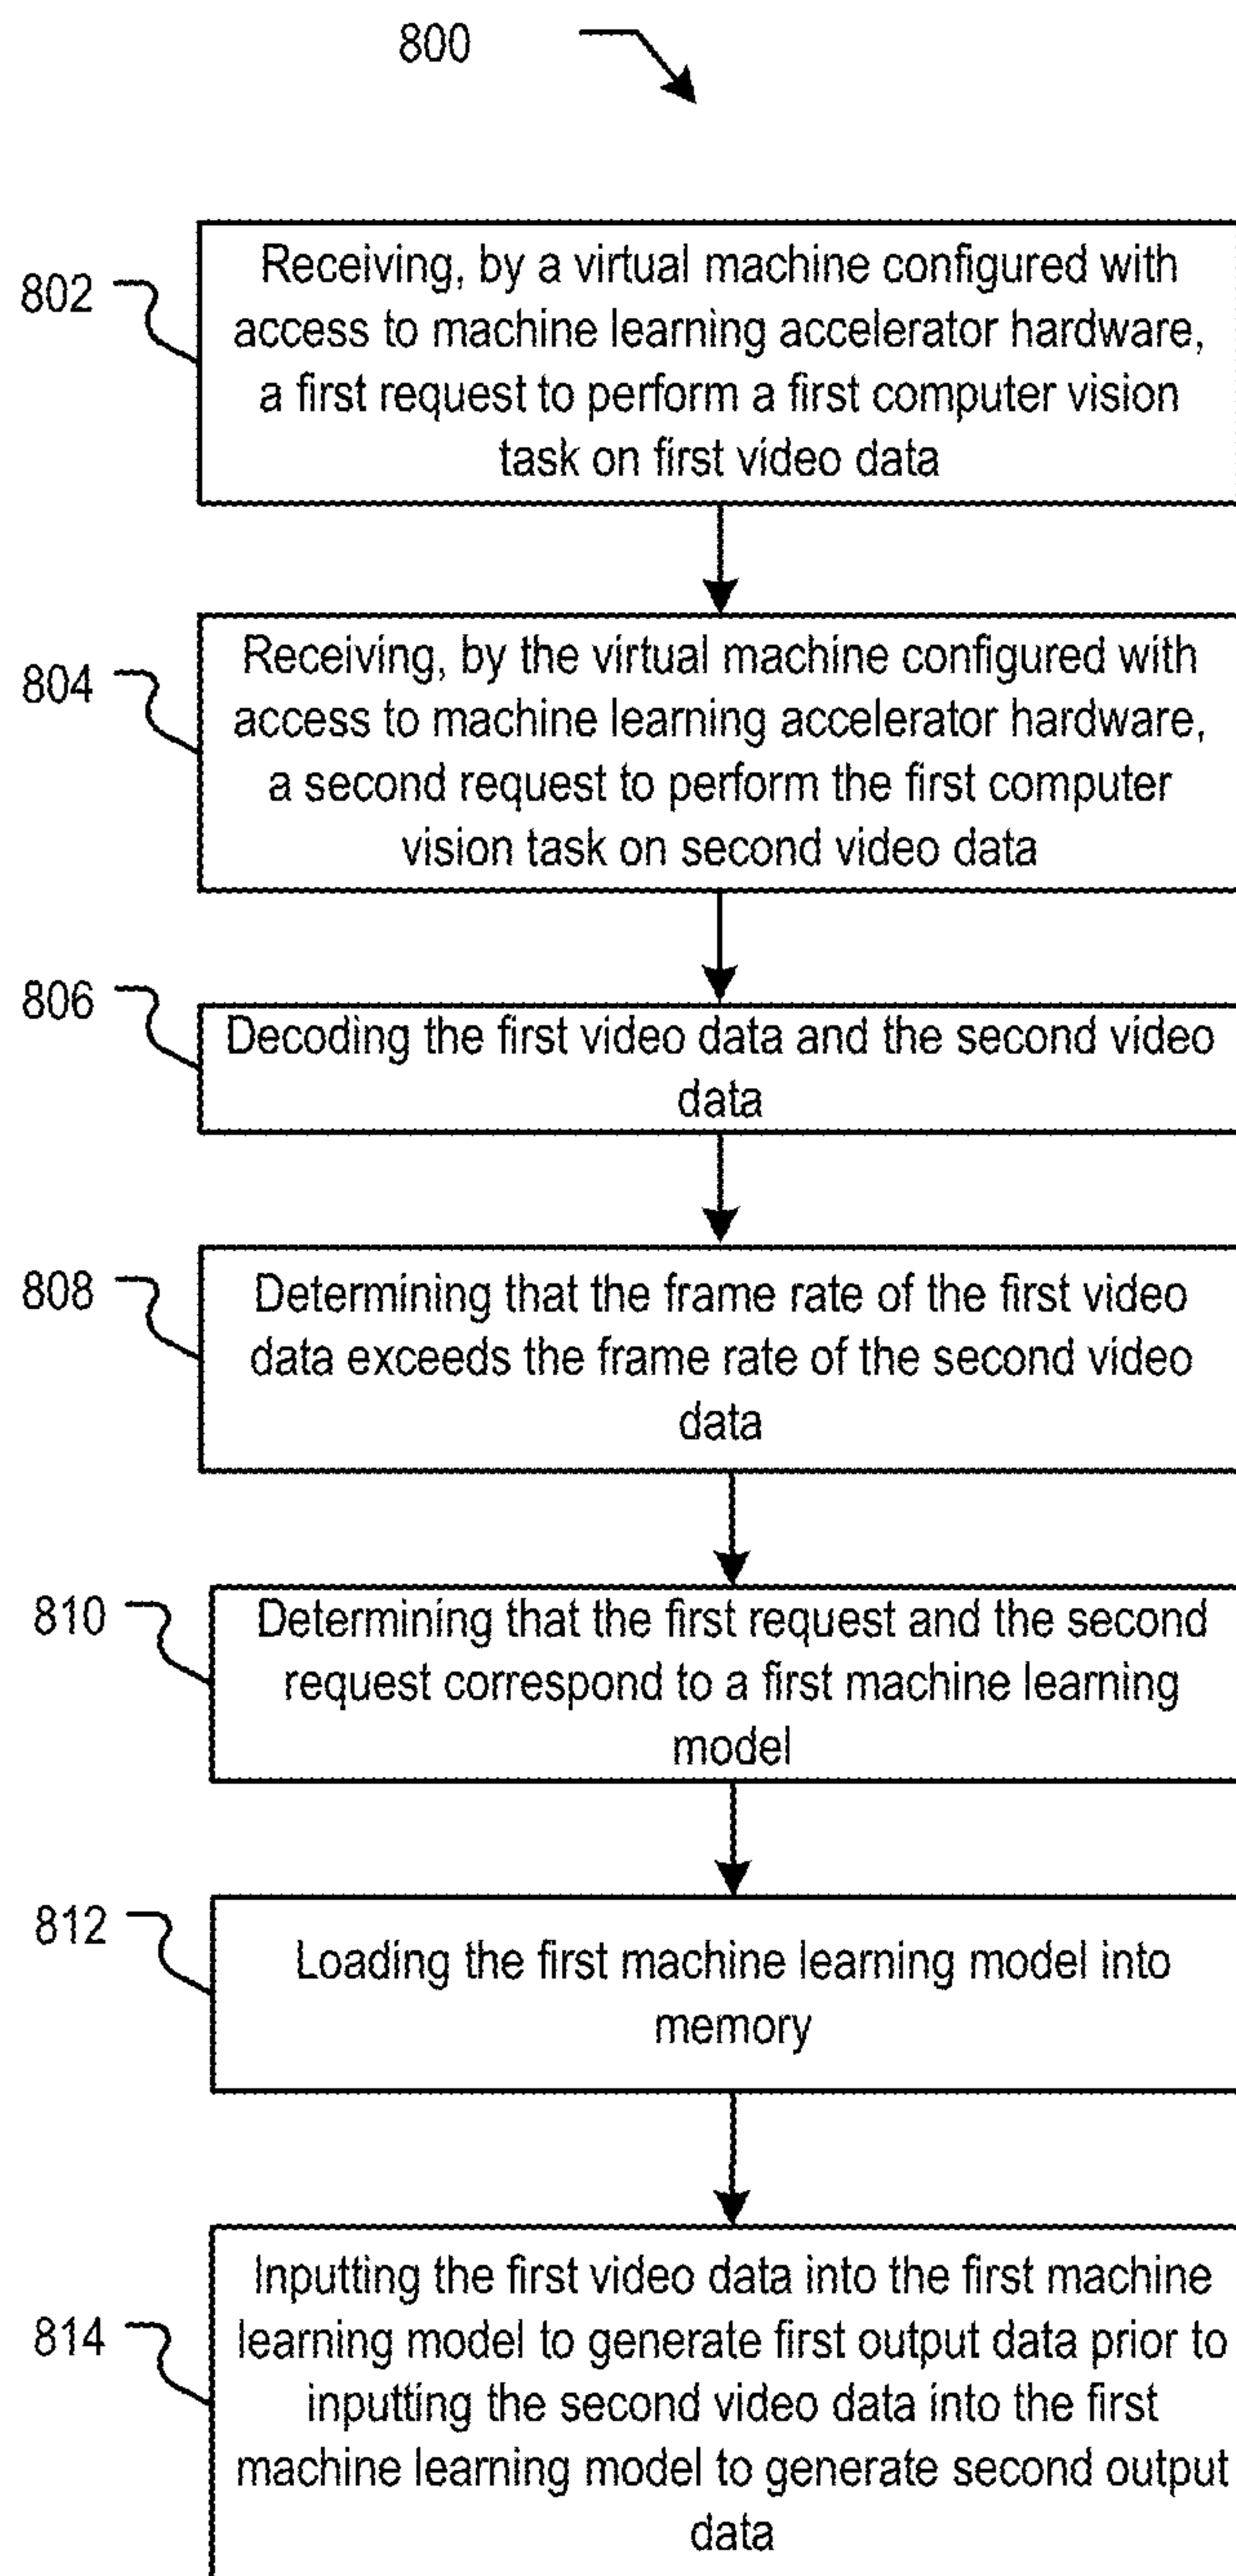 800
802
Receiving, by a virtual machine configured with
access to machine learning accelerator hardware,
a first request to perform a first computer vision
task on first video data
804
Receiving, by the virtual machine configured with
access to machine learning accelerator hardware,
a second request to perform the first computer
vision task on second video data
806
Decoding the first video data and the second video
data
808
Determining that the frame rate of the first video
data exceeds the frame rate of the second video
data
810
Determining that the first request and the second
request correspond to a first machine learning
model
812
Loading the first machine learning model into
memory
814
Inputting the first video data into the first machine
learning model to generate first output data prior to
inputting the second video data into the first
machine learning model to generate second output
data